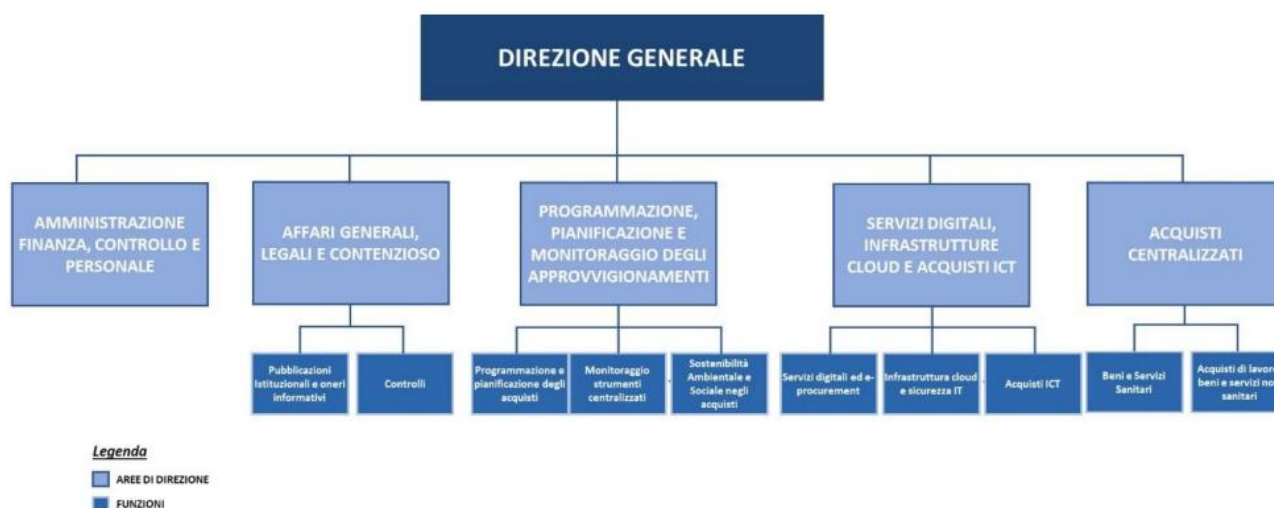 DIREZIONE GENERALE
AMMINISTRAZIONE
FINANZA, CONTROLLO E
PERSONALE
AFFARI GENERALI,
LEGALI E CONTENZIOSO
PROGRAMMAZIONE,
PIANIFICAZIONE E
MONITORAGGIO DEGLI
APPROVVIGIONAMENTI
SERVIZI DIGITALI,
INFRASTRUTTURE
CLOUD E ACQUISTI ICT
ACQUISTI
CENTRALIZZATI
Pubblicazioni
Istituzionali e oneri
informativi
Controlli
Programmazione e
pianificazione degli
acquisti
Monitoraggio
strumenti
centralizzati
Sostenibilità
Ambientale e
Sociale negli
acquisti
Servizi digitali ed e-
procurement
Infrastruttura cloud
e sicurezza IT
Acquisti ICT
Beni e Servizi
Sanitari
Acquisti di lavor
beni e servizi no
sanitari
Legenda
AREE DI DIREZIONE
FUNZIONI